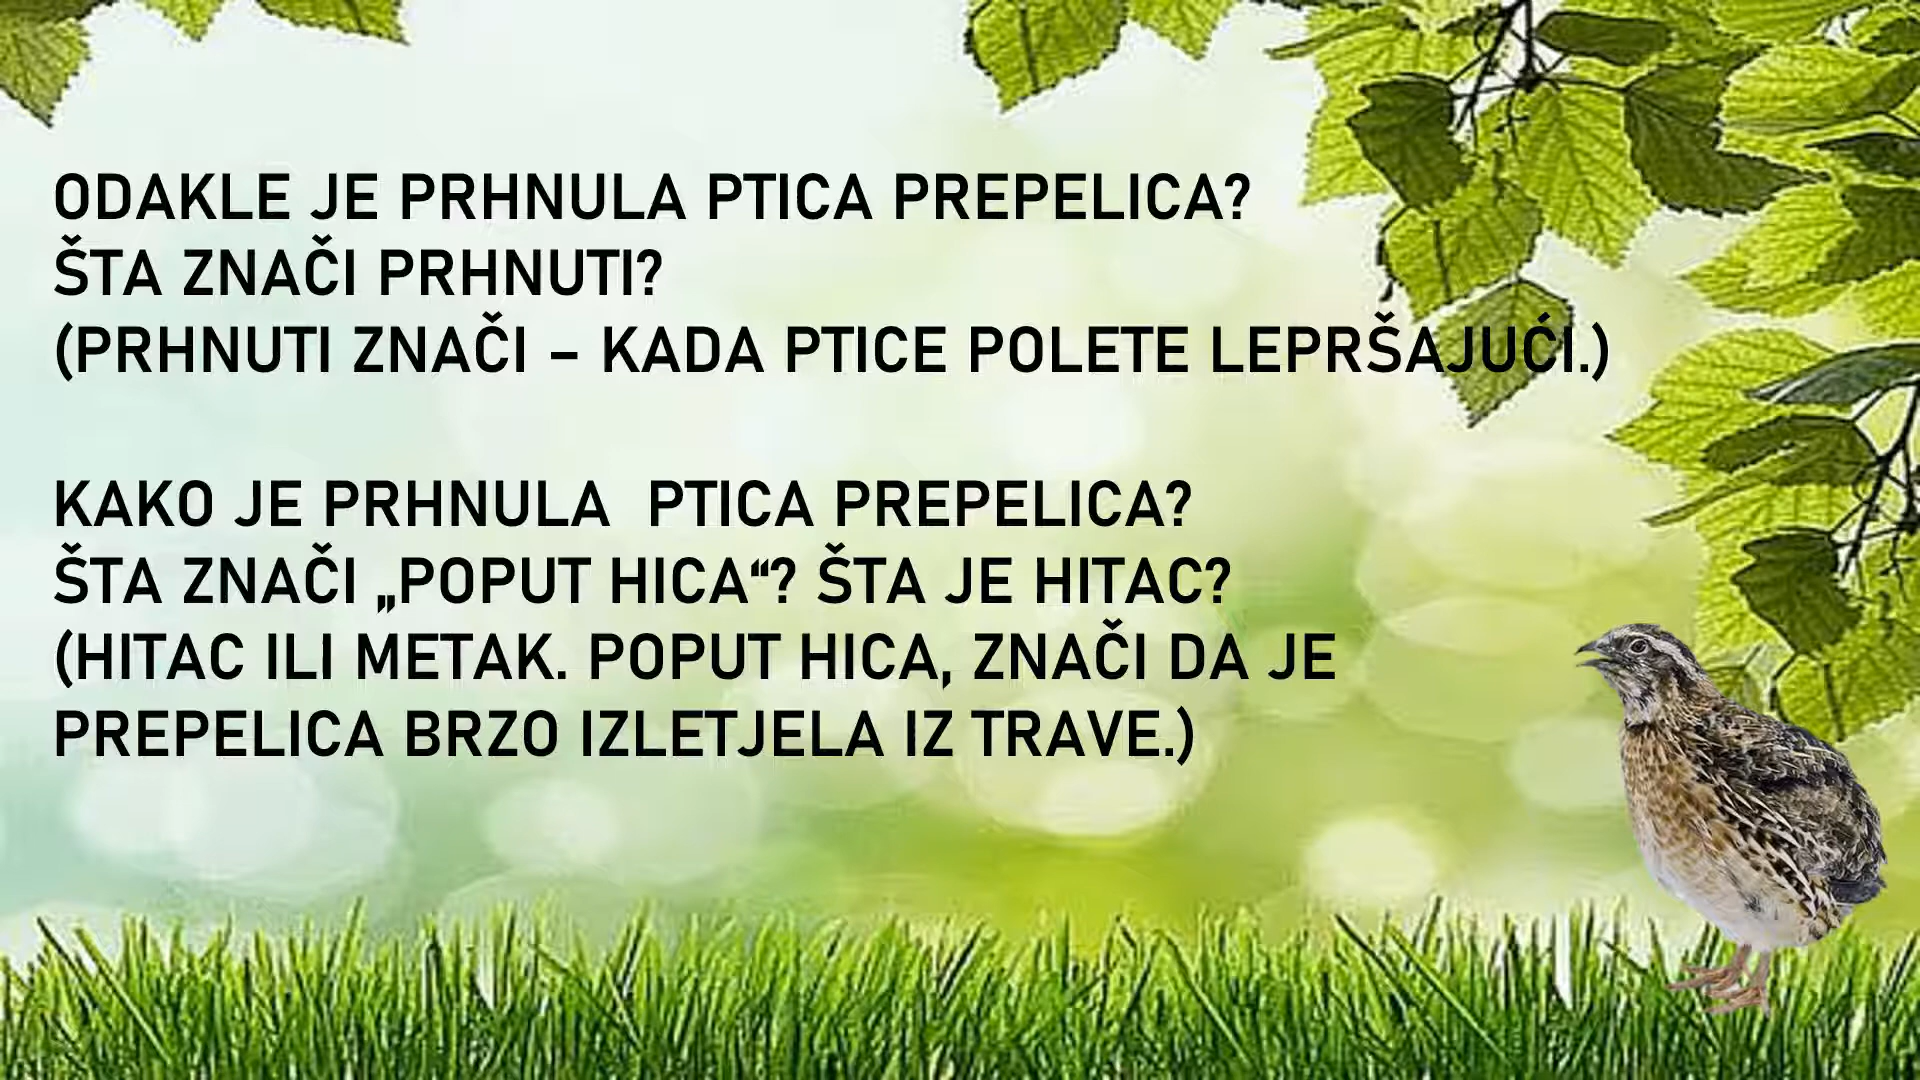 ODAKLE JE PRHNULA PTICA PREPELICA?
ŠTA ZNAČI PRHNUTI?
(PRHNUTI ZNAČI – KADA PTICE POLETE LEPRŠAJUĆI.)
KAKO JE PRHNULA  PTICA PREPELICA?
ŠTA ZNAČI „POPUT HICA“? ŠTA JE HITAC?
(HITAC ILI METAK. POPUT HICA, ZNAČI DA JE
PREPELICA BRZO IZLETJELA IZ TRAVE.)